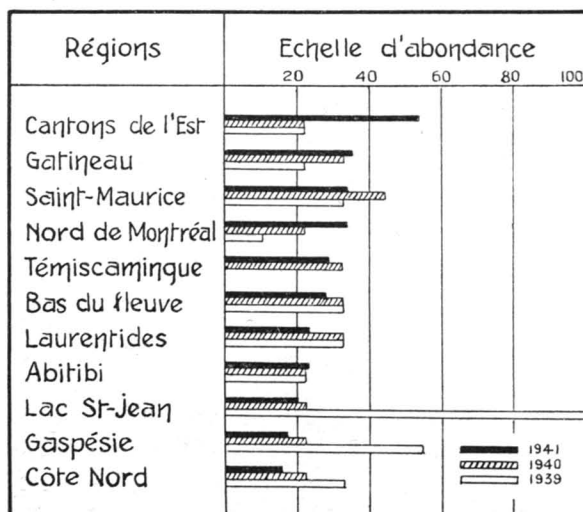 Régions
Echelle d'abondance
20 40 60 80 100
Cantons de l'Est
Gatineau
Saint-Maurice
Nord de Montréal
Témiscamingue
Bas du fleuve
Laurentides
Abitibi
Lac St-Jean
Gaspésie
Côte Nord
1941
1940
1939